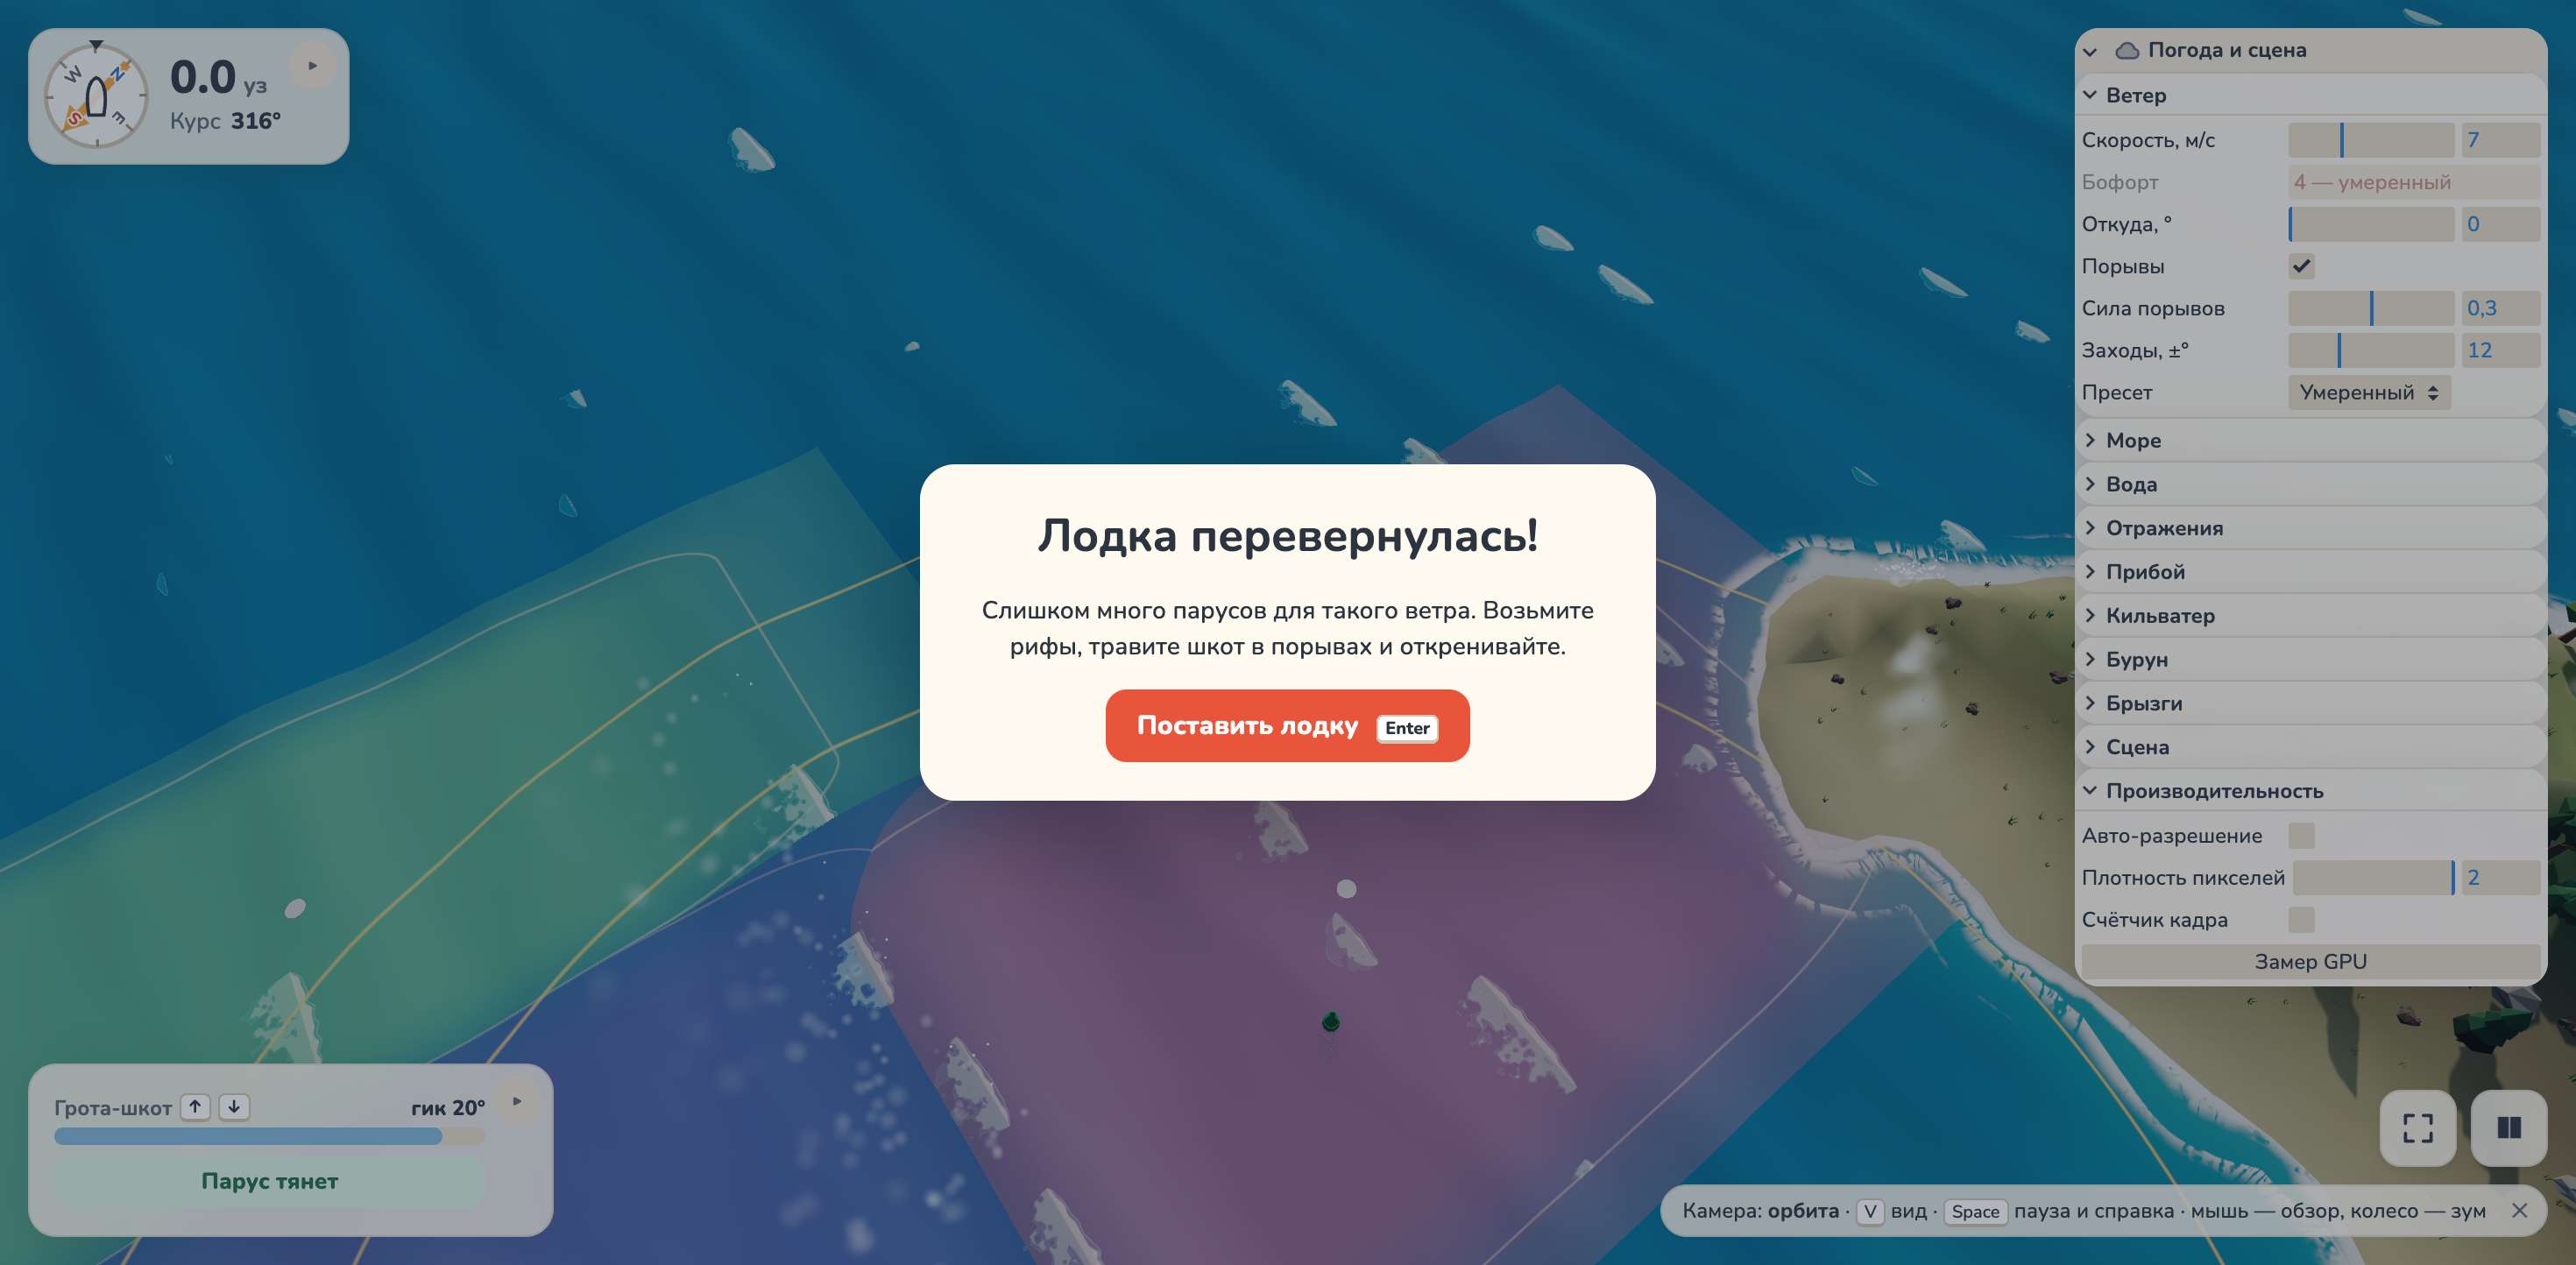 W N S E
0.0 уз
Курс 316°
Погода и сцена
Ветер
Скорость, м/с 7
Бофорт 4 — умеренный
Откуда, ° 0
Порывы
Сила порывов 0,3
Заходы, ±° 12
Пресет Умеренный
Море
Вода
Отражения
Прибой
Кильватер
Бурун
Брызги
Сцена
Производительность
Авто-разрешение
Плотность пикселей 2
Счётчик кадра
Замер GPU
Лодка перевернулась!
Слишком много парусов для такого ветра. Возьмите
рифы, травите шкот в порывах и откренивайте.
Поставить лодку Enter
Грота-шкот ↑ ↓ гик 20°
Парус тянет
Камера: орбита · V вид · Space пауза и справка · мышь — обзор, колесо — зум